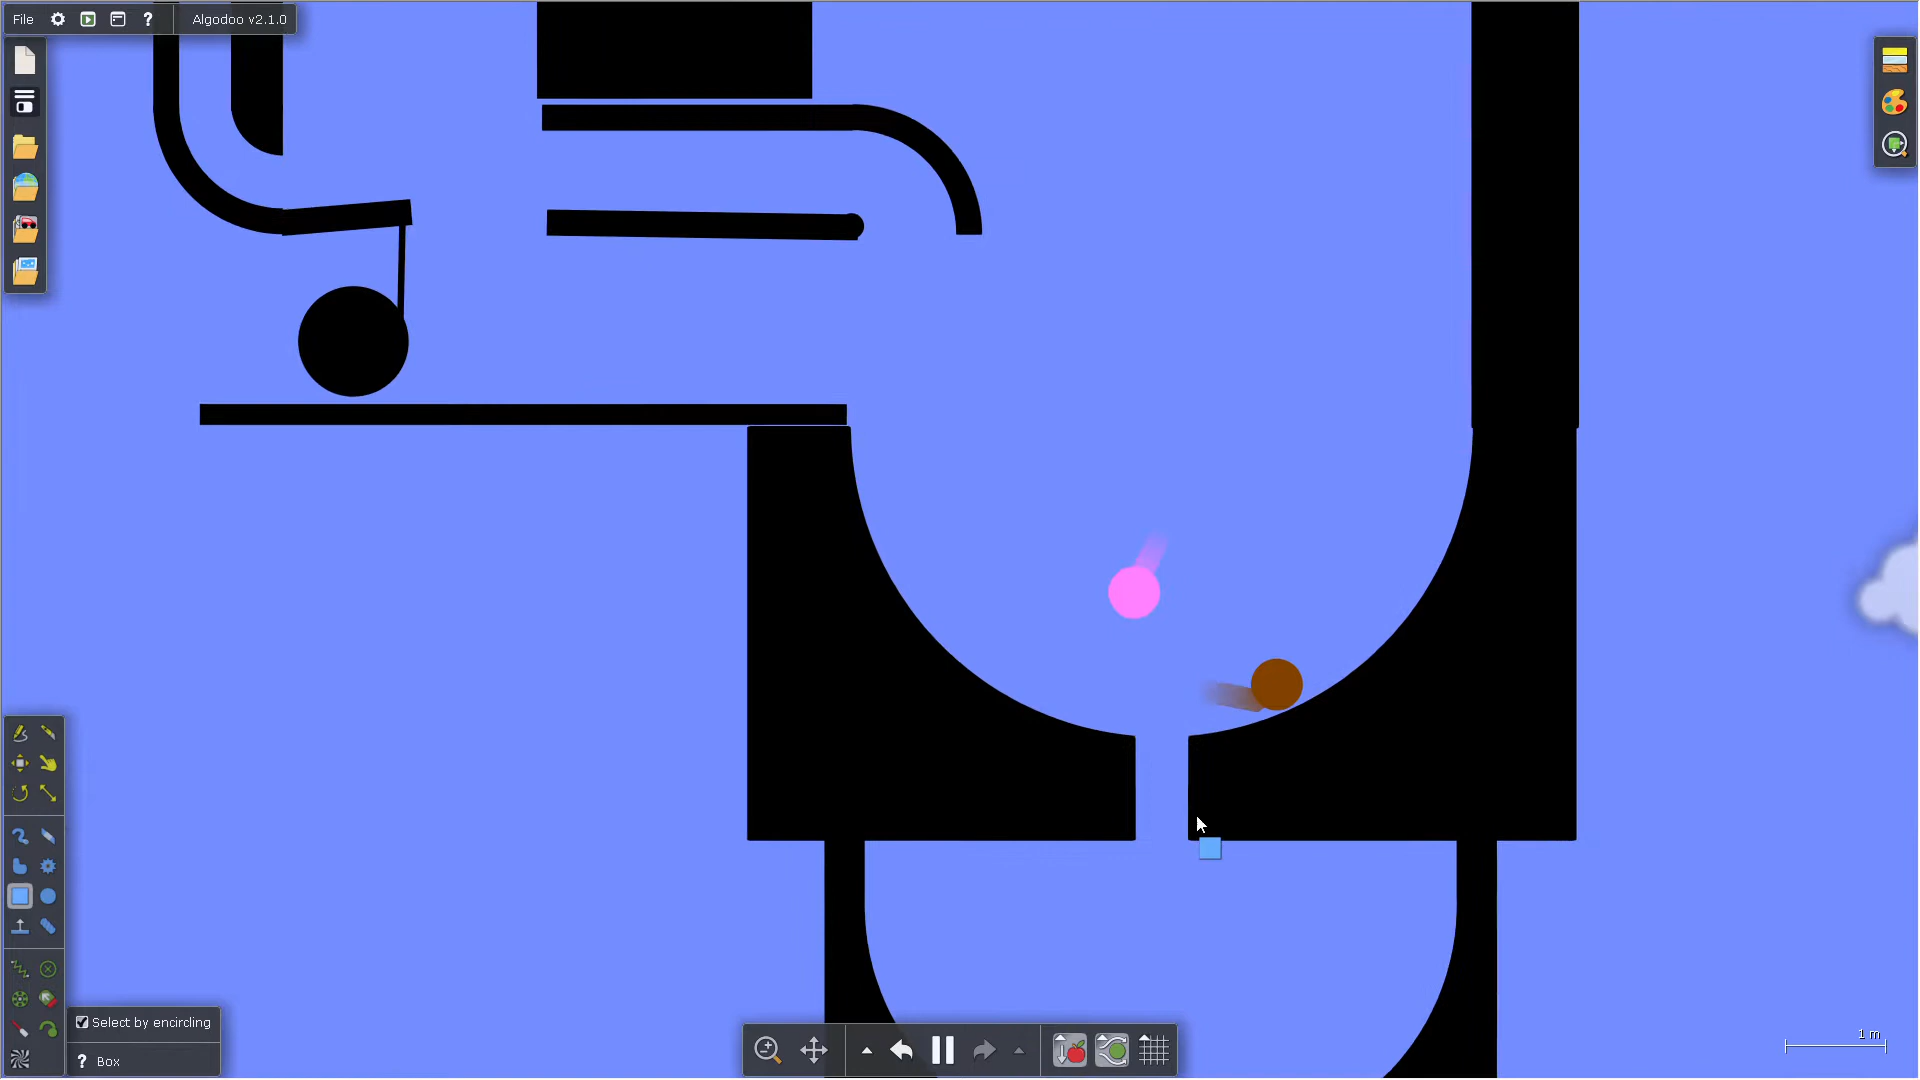 File ? Algodoo v2.1.0
Select by encircling
? Box
1 m